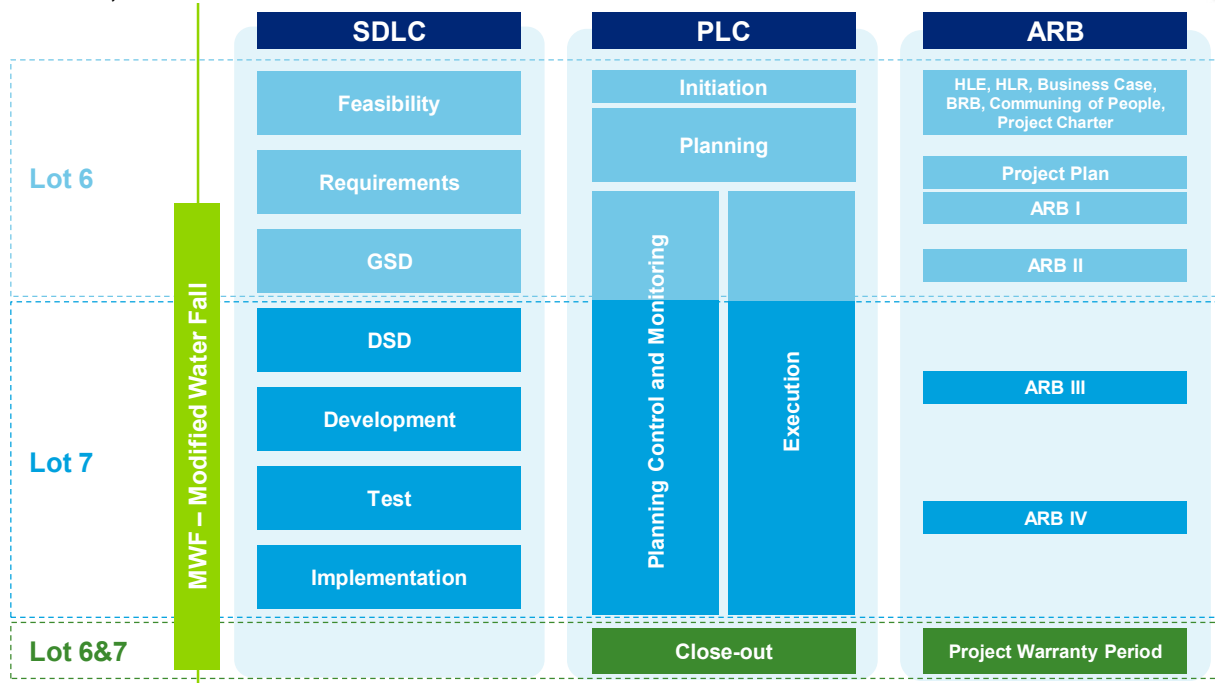 SDLC
PLC
ARB
Lot 6
Feasibility
Requirements
GSD
Initiation
Planning
HLE, HLR, Business Case,
BRB, Communing of People,
Project Charter
Project Plan
ARB I
ARB II
MWF – Modified Water Fall
Lot 7
DSD
Development
Test
Implementation
Planning Control and Monitoring
Execution
ARB III
ARB IV
Lot 6&7
Close-out
Project Warranty Period